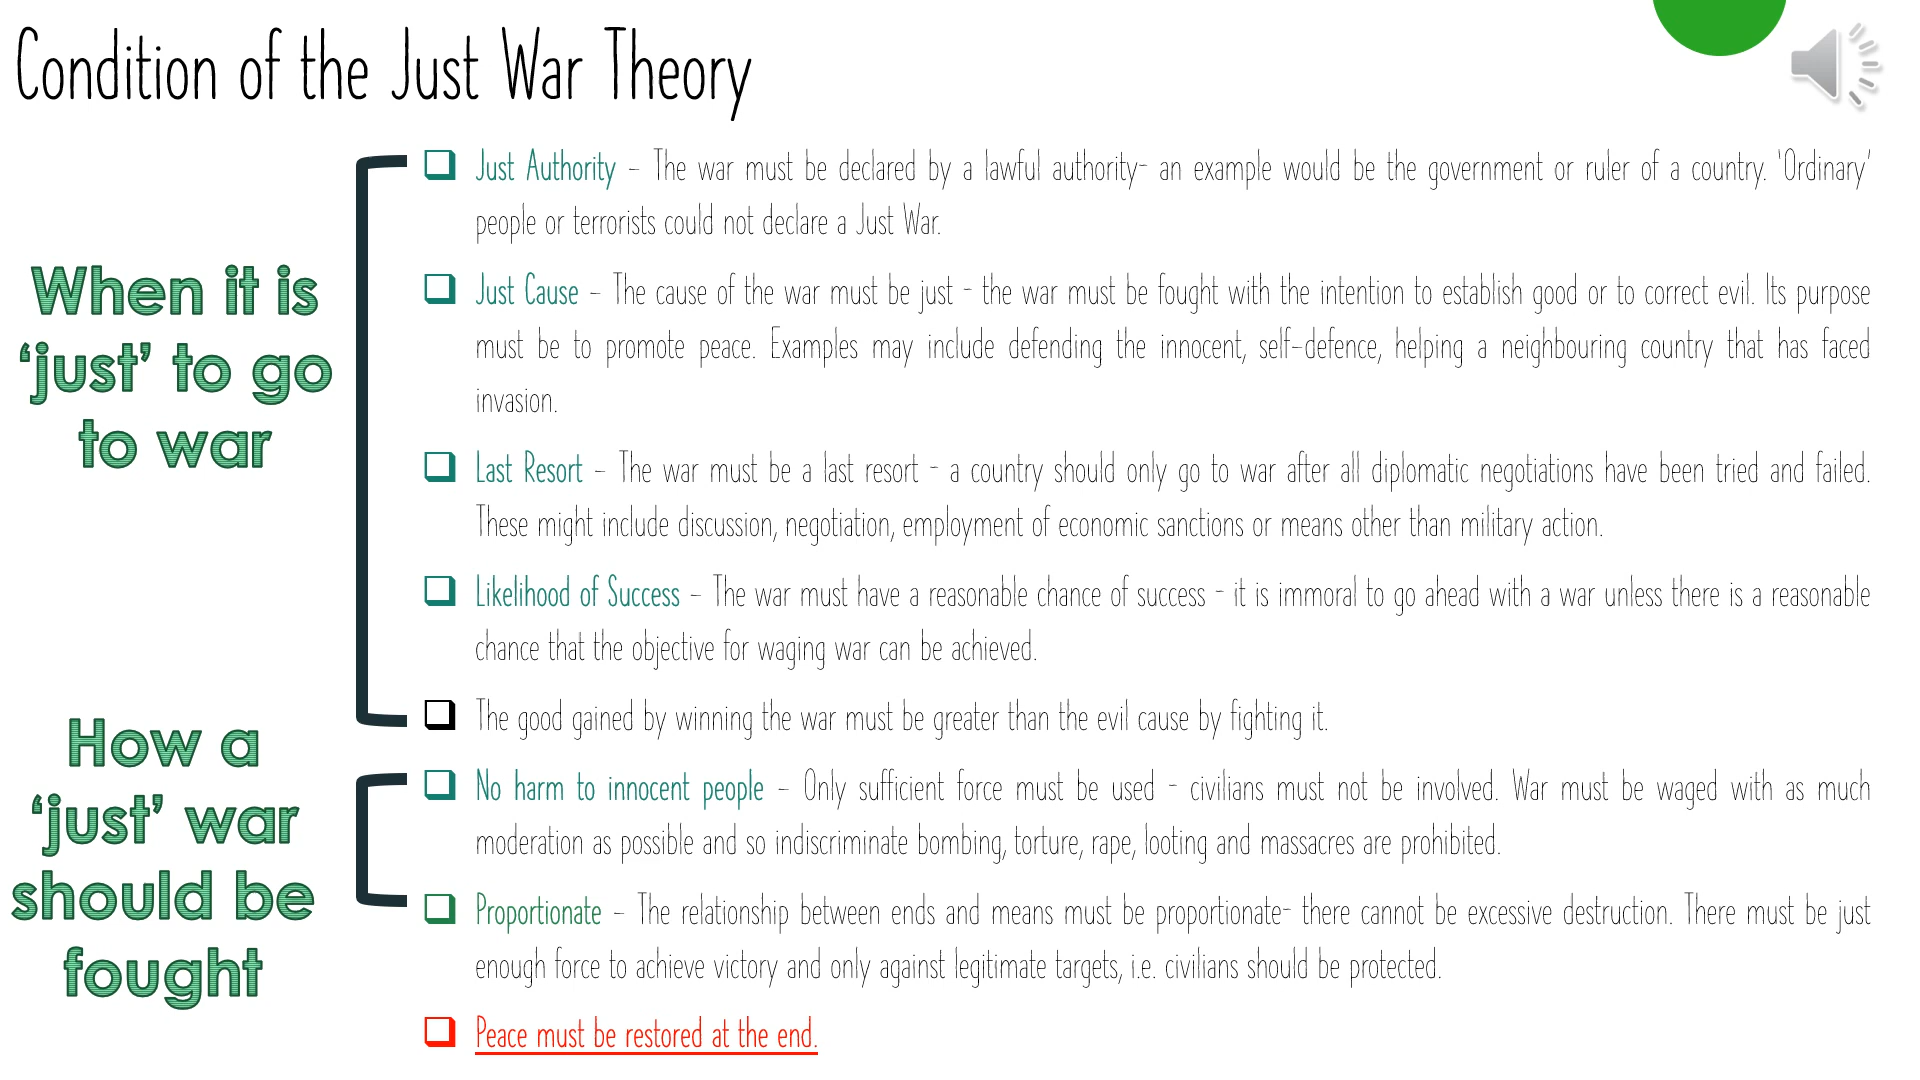 Condition of the Just War Theory
When it is
‘just’ to go
to war
Just Authority – The war must be declared by a lawful authority- an example would be the government or ruler of a country. ‘Ordinary’
people or terrorists could not declare a Just War.
Just Cause – The cause of the war must be just - the war must be fought with the intention to establish good or to correct evil. Its purpose
must be to promote peace. Examples may include defending the innocent, self-defence, helping a neighbouring country that has faced
invasion.
Last Resort – The war must be a last resort - a country should only go to war after all diplomatic negotiations have been tried and failed.
These might include discussion, negotiation, employment of economic sanctions or means other than military action.
Likelihood of Success – The war must have a reasonable chance of success - it is immoral to go ahead with a war unless there is a reasonable
chance that the objective for waging war can be achieved.
The good gained by winning the war must be greater than the evil cause by fighting it.
How a
‘just’ war
should be
fought
No harm to innocent people – Only sufficient force must be used - civilians must not be involved. War must be waged with as much
moderation as possible and so indiscriminate bombing, torture, rape, looting and massacres are prohibited.
Proportionate – The relationship between ends and means must be proportionate- there cannot be excessive destruction. There must be just
enough force to achieve victory and only against legitimate targets, i.e. civilians should be protected.
Peace must be restored at the end.